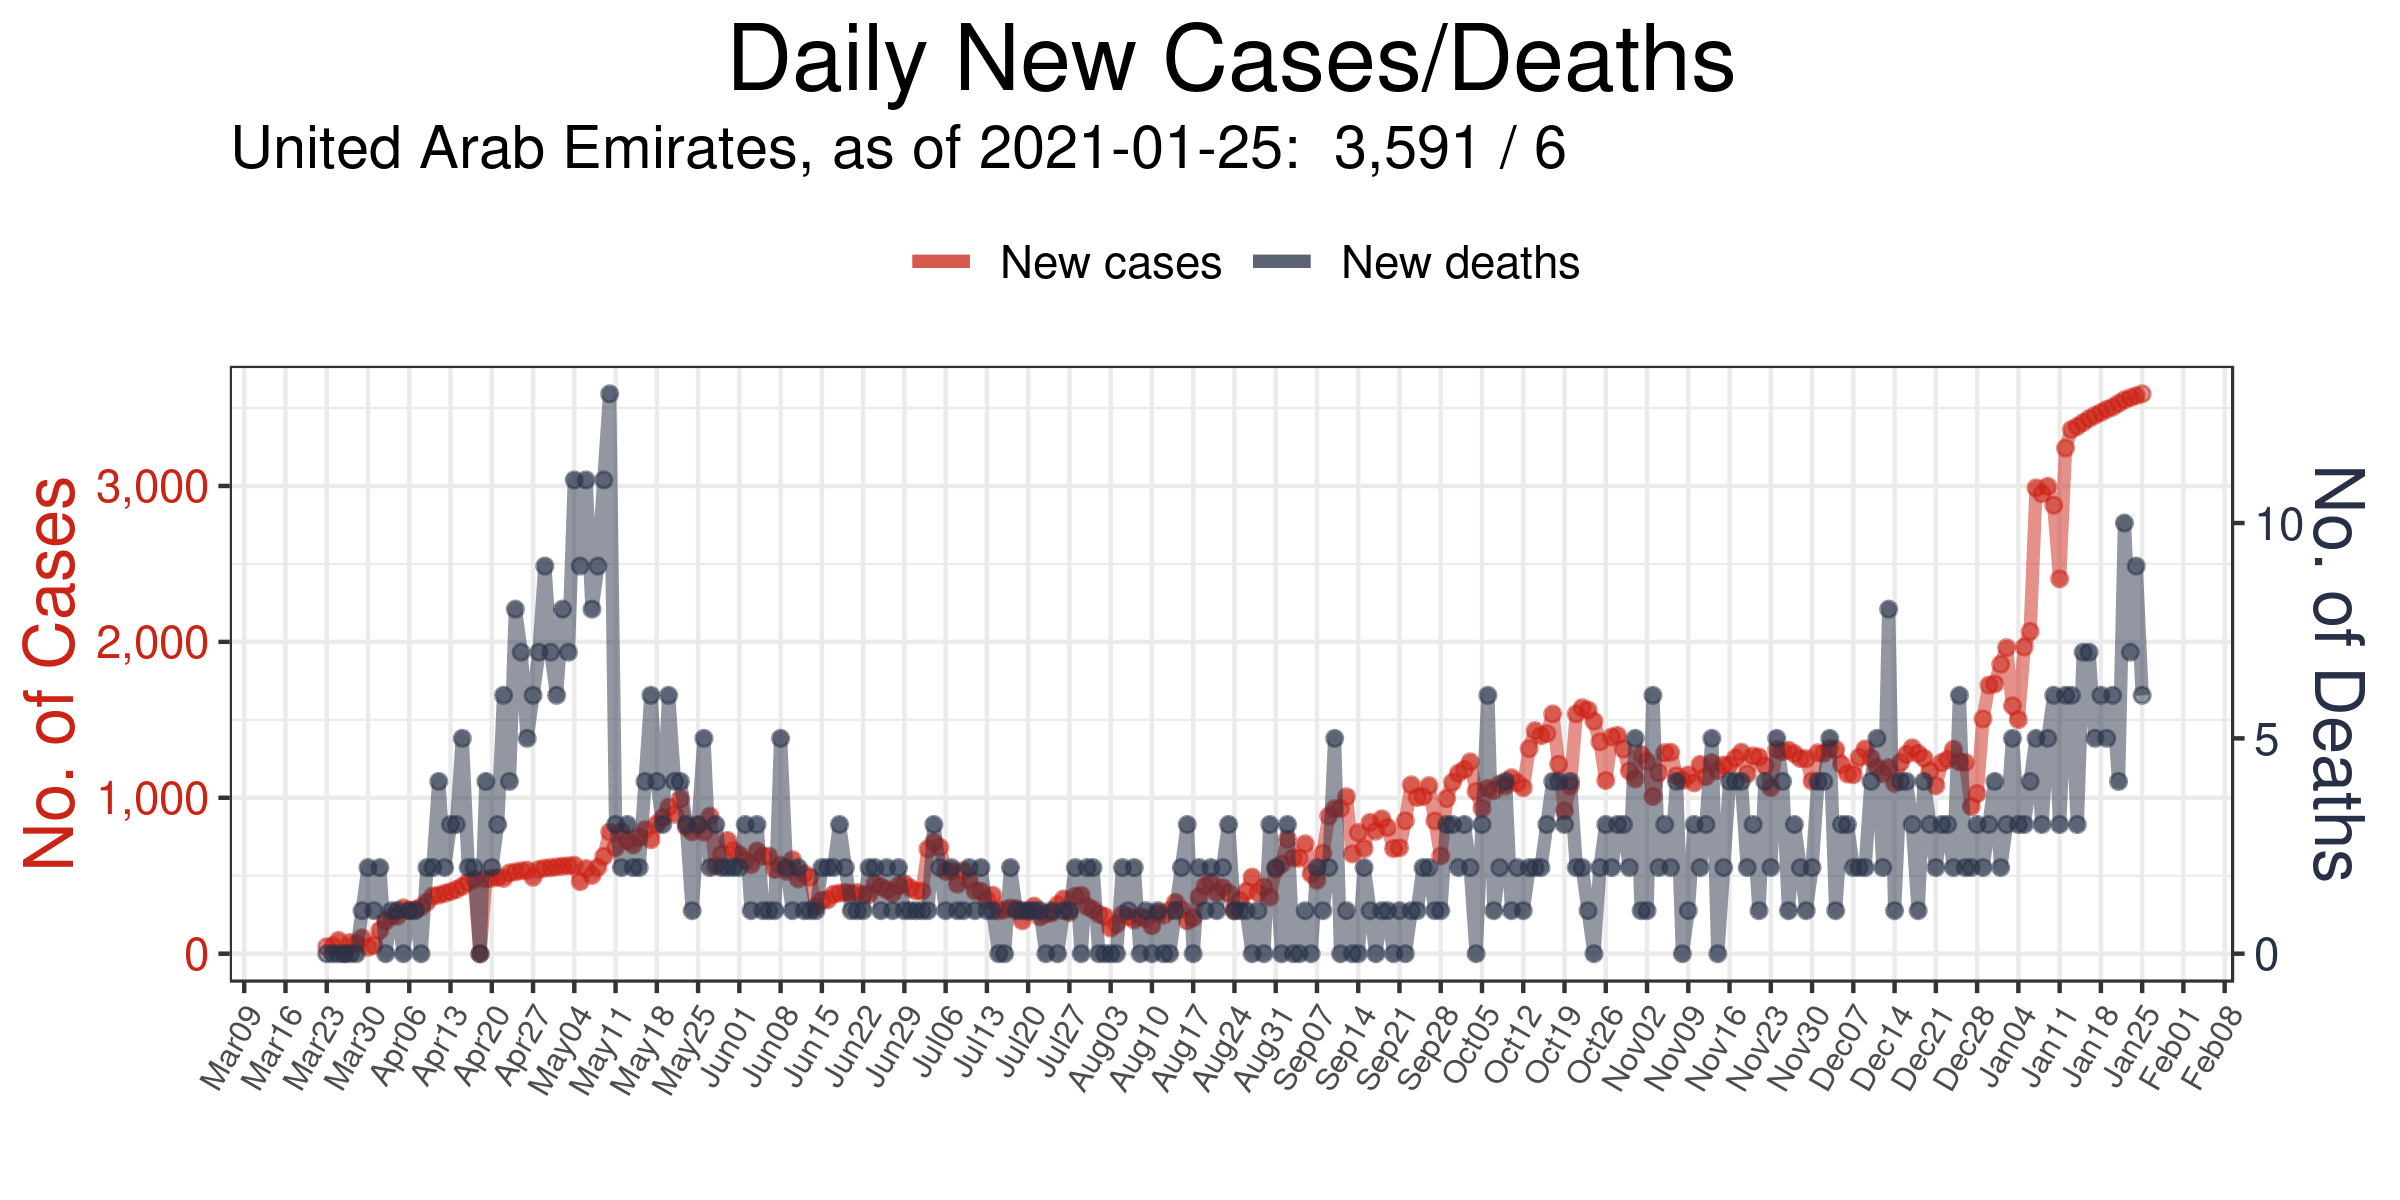 Daily New Cases/Deaths
United Arab Emirates, as of 2021-01-25:  3,591 / 6
New cases
New deaths
No. of Cases
3,000
2,000
1,000
0
10
5
0
No. of Deaths
Mar09
Mar16
Mar23
Mar30
Apr06
Apr13
Apr20
Apr27
May04
May11
May18
May25
Jun01
Jun08
Jun15
Jun22
Jun29
Jul06
Jul13
Jul20
Jul27
Aug03
Aug10
Aug17
Aug24
Aug31
Sep07
Sep14
Sep21
Sep28
Oct05
Oct12
Oct19
Oct26
Nov02
Nov09
Nov16
Nov23
Nov30
Dec07
Dec14
Dec21
Dec28
Jan04
Jan11
Jan18
Jan25
Feb01
Feb08